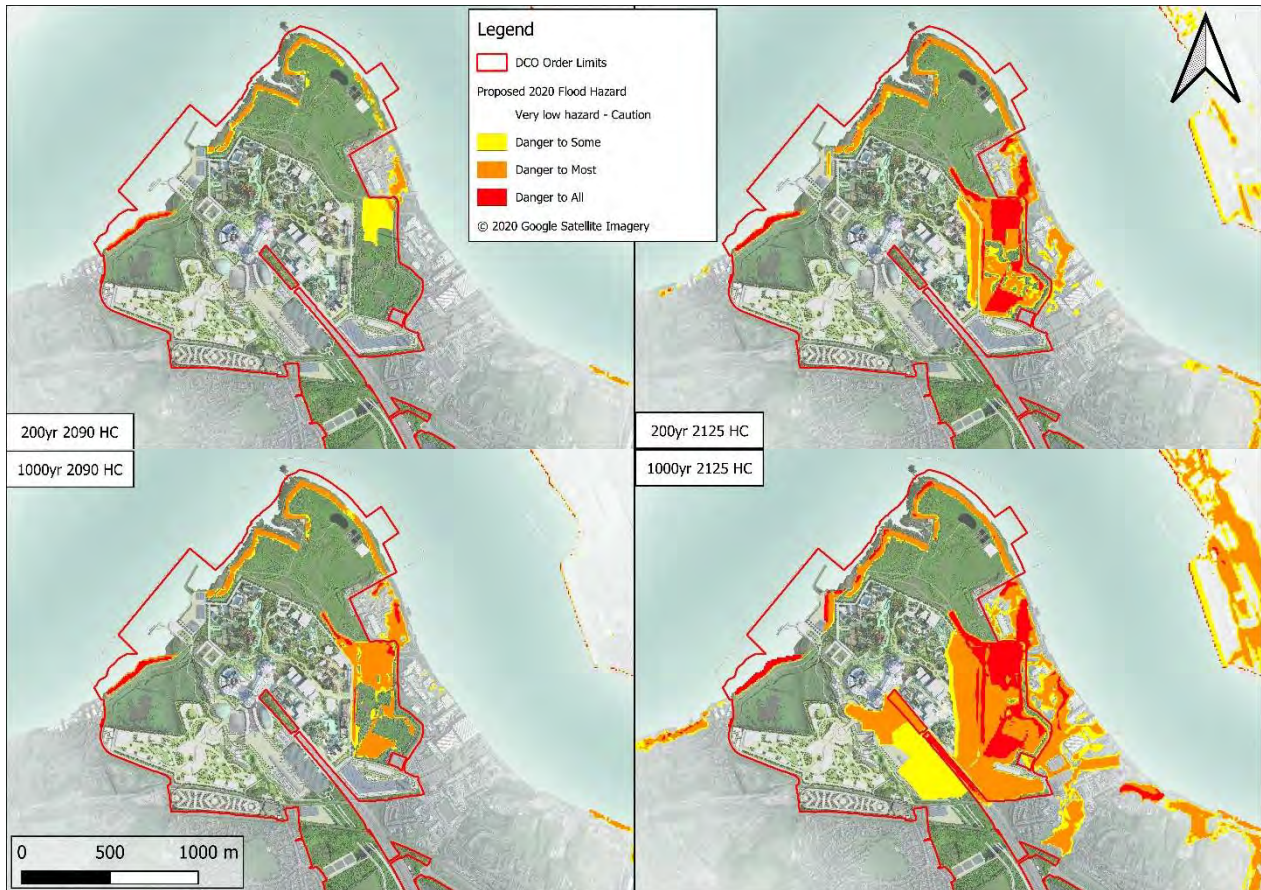 Legend
DCO Order Limits
Proposed 2020 Flood Hazard
Very low hazard - Caution
Danger to Some
Danger to Most
Danger to All
© 2020 Google Satellite Imagery
200yr 2090 HC
200yr 2125 HC
1000yr 2090 HC
1000yr 2125 HC
0 500 1000 m